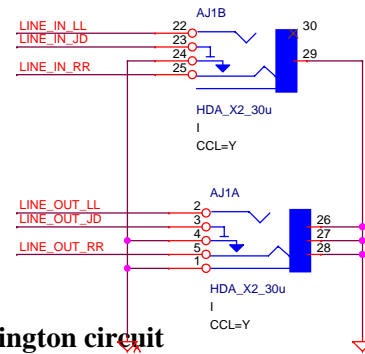 AJ1B
LINE_IN_LL 22 30
LINE_IN_JD 23
24 29
LINE_IN_RR 25
HDA_X2_30u
I
CCL=Y
AJ1A
LINE_OUT_LL 2
LINE_OUT_JD 3 26
4 27
LINE_OUT_RR 5 28
1
HDA_X2_30u
I
CCL=Y
ington circuit